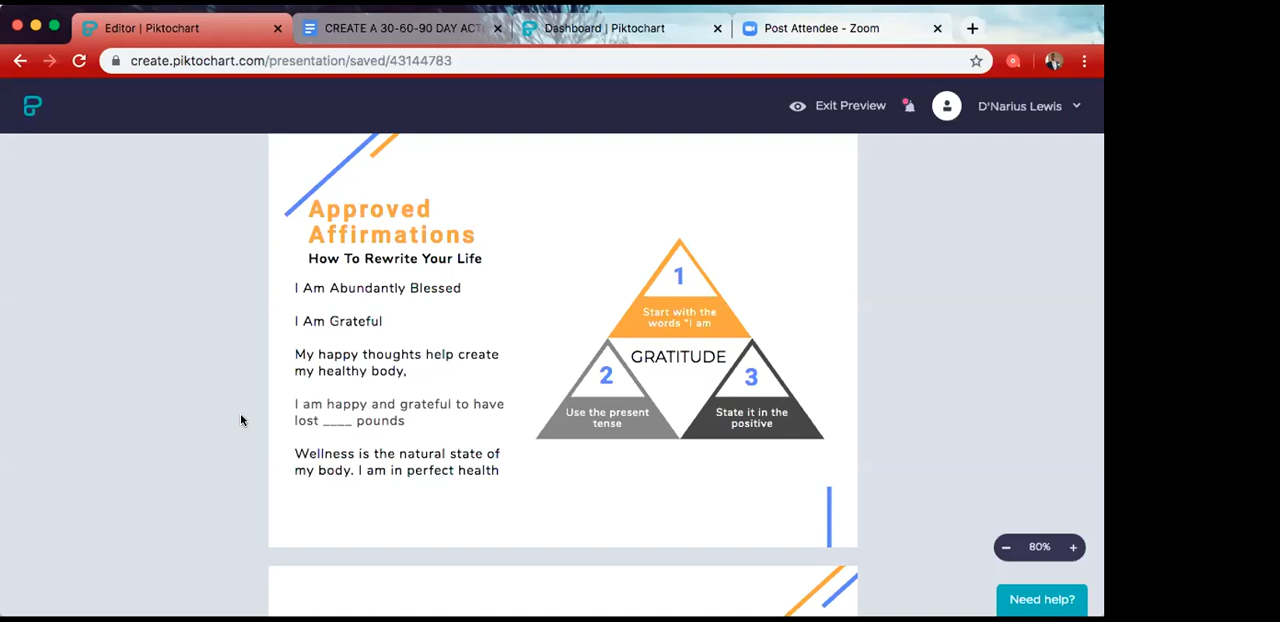 Editor | Piktochart
CREATE A 30-60-90 DAY ACT
Dashboard | Piktochart
Post Attendee - Zoom
create.piktochart.com/presentation/saved/43144783
Exit Preview
D'Narius Lewis
Approved
Affirmations
How To Rewrite Your Life
I Am Abundantly Blessed
I Am Grateful
My happy thoughts help create
my healthy body,
I am happy and grateful to have
lost ____ pounds
Wellness is the natural state of
my body. I am in perfect health
1
Start with the
words "I am
GRATITUDE
2
Use the present
tense
3
State it in the
positive
80%
Need help?